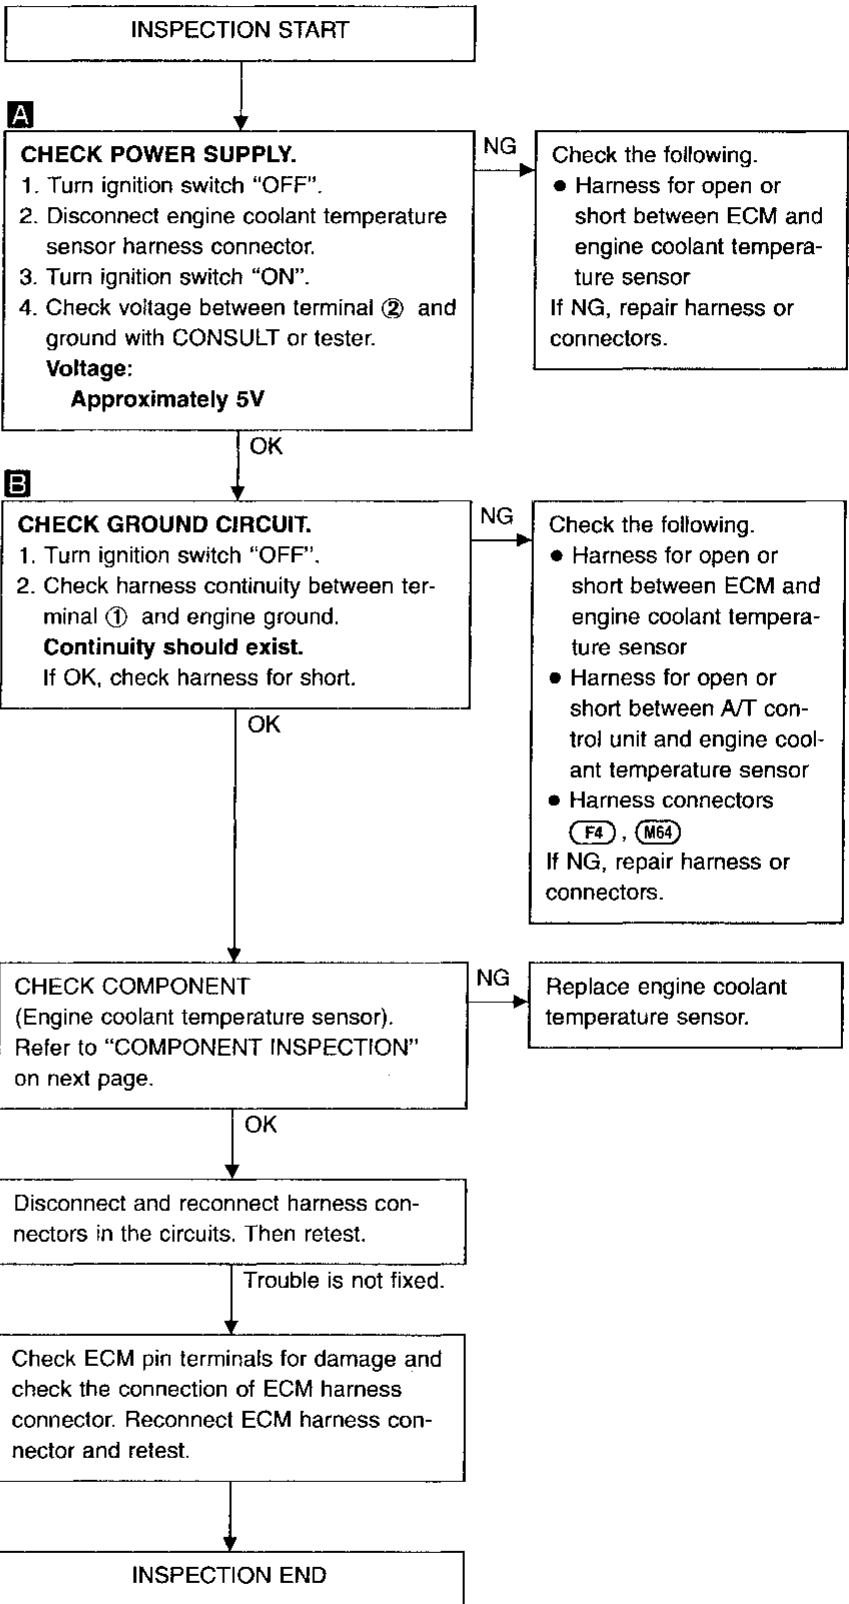 INSPECTION START
A
CHECK POWER SUPPLY.
1. Turn ignition switch “OFF”.
2. Disconnect engine coolant temperature
sensor harness connector.
3. Turn ignition switch “ON”.
4. Check voltage between terminal ② and
ground with CONSULT or tester.
Voltage:
Approximately 5V
NG
Check the following.
● Harness for open or
short between ECM and
engine coolant tempera-
ture sensor
If NG, repair harness or
connectors.
OK
B
CHECK GROUND CIRCUIT.
1. Turn ignition switch “OFF”.
2. Check harness continuity between ter-
minal ① and engine ground.
Continuity should exist.
If OK, check harness for short.
NG
Check the following.
● Harness for open or
short between ECM and
engine coolant tempera-
ture sensor
● Harness for open or
short between A/T con-
trol unit and engine cool-
ant temperature sensor
● Harness connectors
F4 , M64
If NG, repair harness or
connectors.
OK
CHECK COMPONENT
(Engine coolant temperature sensor).
Refer to “COMPONENT INSPECTION”
on next page.
NG
Replace engine coolant
temperature sensor.
OK
Disconnect and reconnect harness con-
nectors in the circuits. Then retest.
Trouble is not fixed.
Check ECM pin terminals for damage and
check the connection of ECM harness
connector. Reconnect ECM harness con-
nector and retest.
INSPECTION END